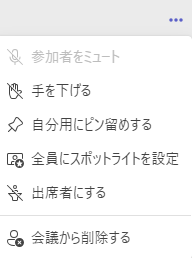 参加者をミュート
手を下げる
自分用にピン留めする
全員にスポットライトを設定
出席者にする
会議から削除する